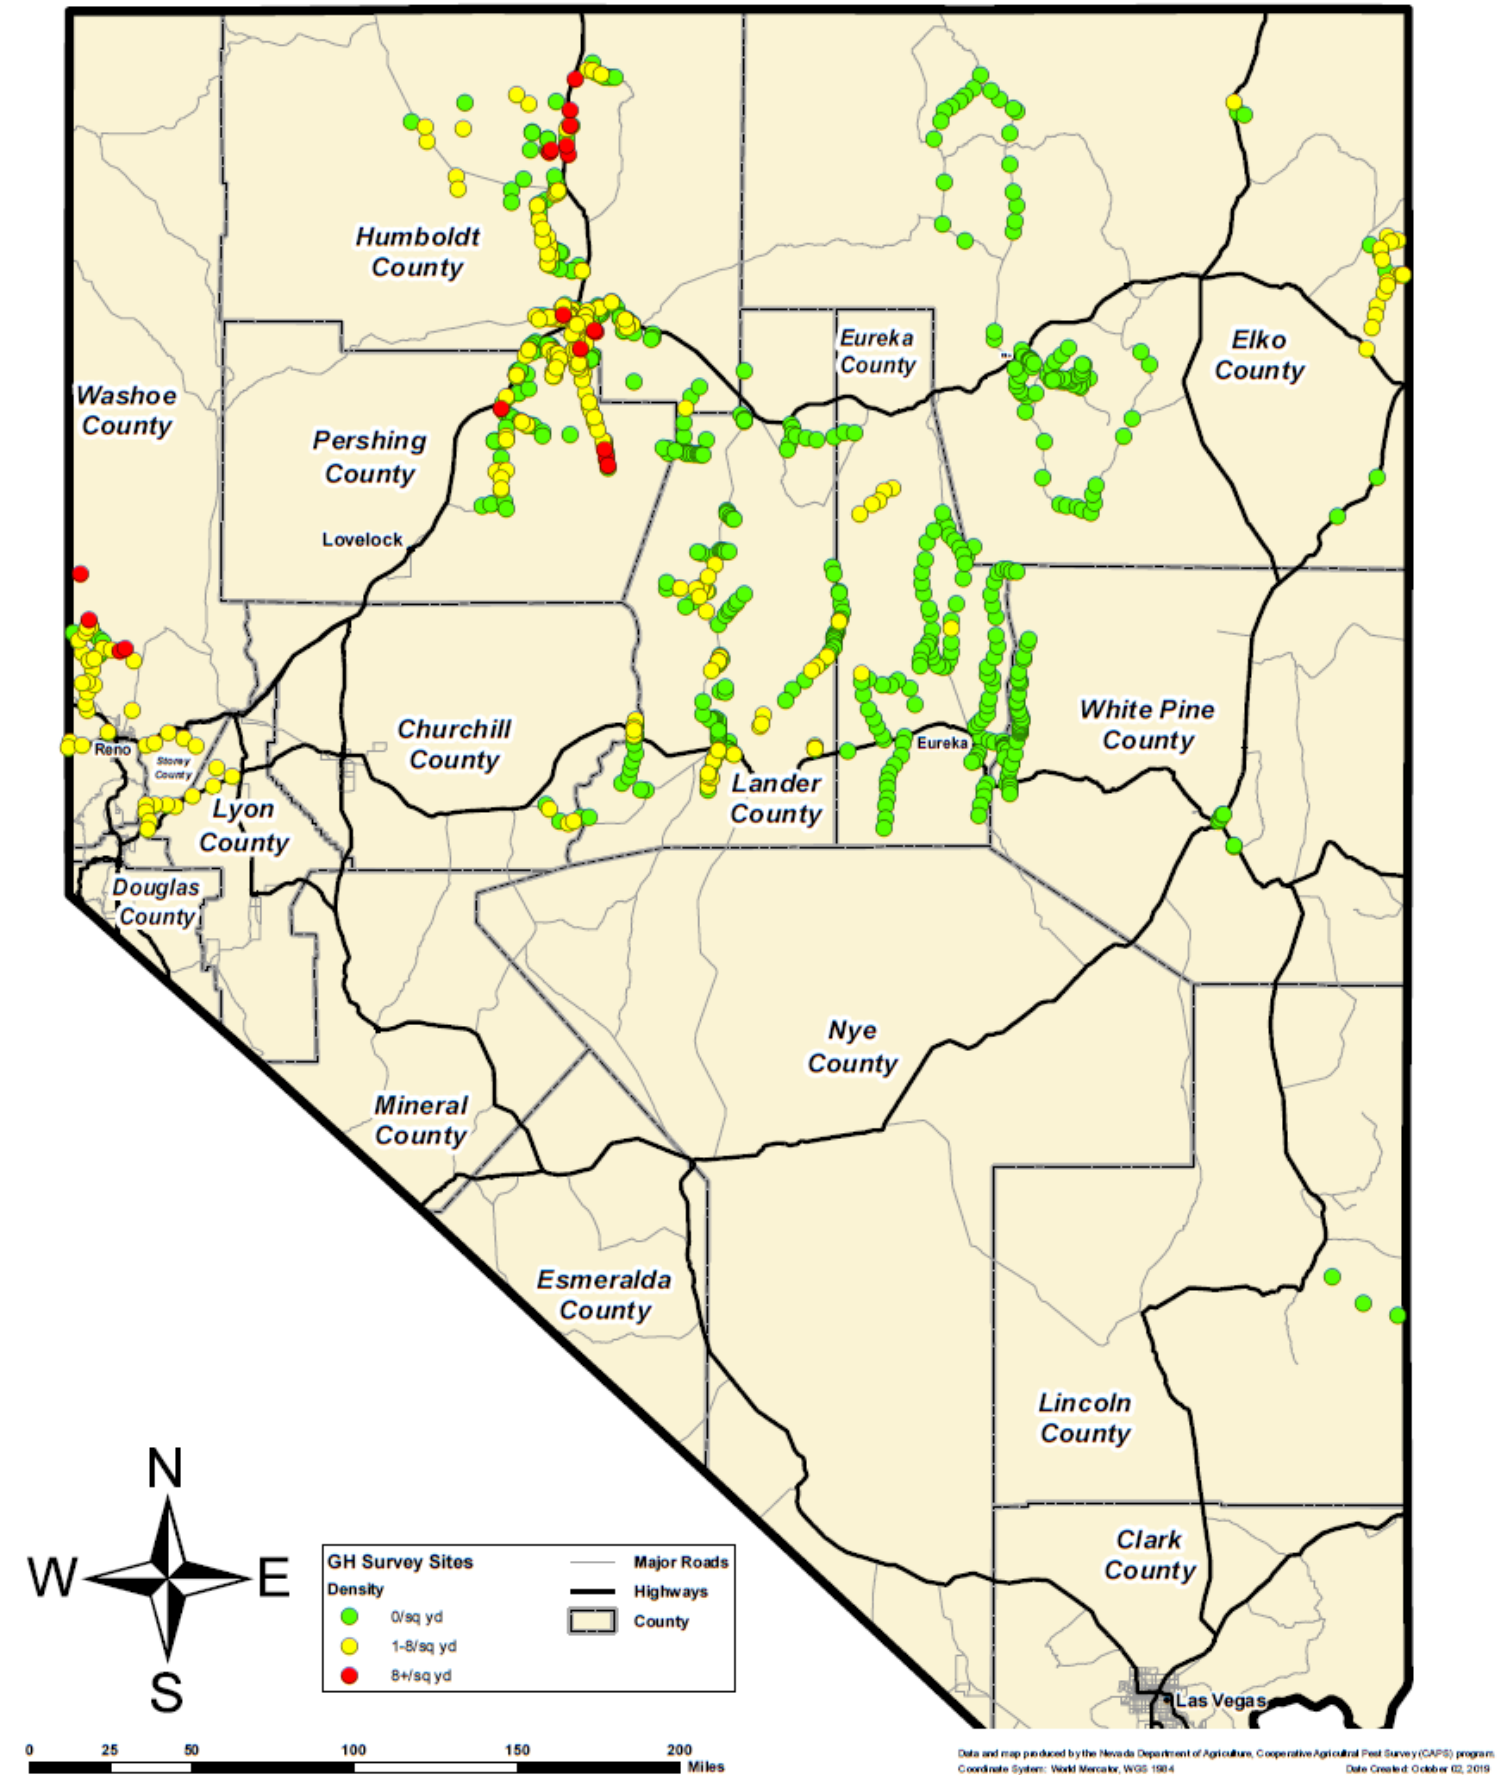 Humboldt
County
Eureka
County
Elko
County
Washoe
County
Pershing
County
Lovelock
White Pine
County
Churchill
County
Eureka
Reno
Storey
County
Lander
County
Lyon
County
Douglas
County
Nye
County
Mineral
County
Esmeralda
County
Lincoln
County
Clark
County
Las Vegas
N
W E
S
GH Survey Sites
Density
0/sq yd
1-8/sq yd
8+/sq yd
Major Roads
Highways
County
0 25 50 100 150 200
Miles
Data and map produced by the Nevada Department of Agriculture, Cooperative Agricultral Pest Survey (CAPS) program.
Coordinate System: World Mercator, WGS 1984 Date Created: October 02, 2019